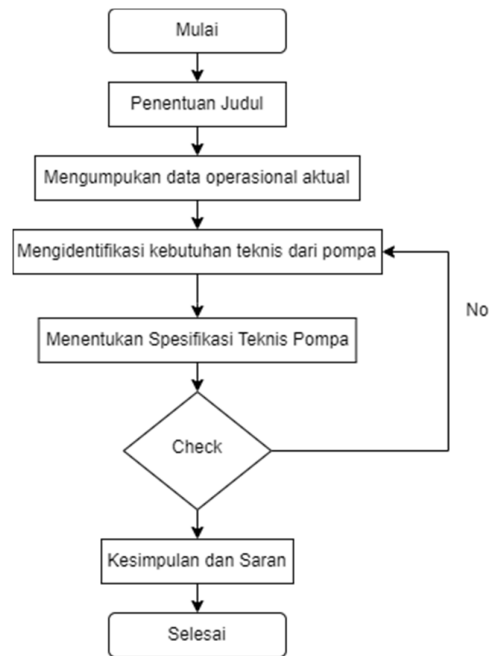 Mulai
Penentuan Judul
Mengumpukan data operasional aktual
Mengidentifikasi kebutuhan teknis dari pompa
No
Menentukan Spesifikasi Teknis Pompa
Check
Kesimpulan dan Saran
Selesai